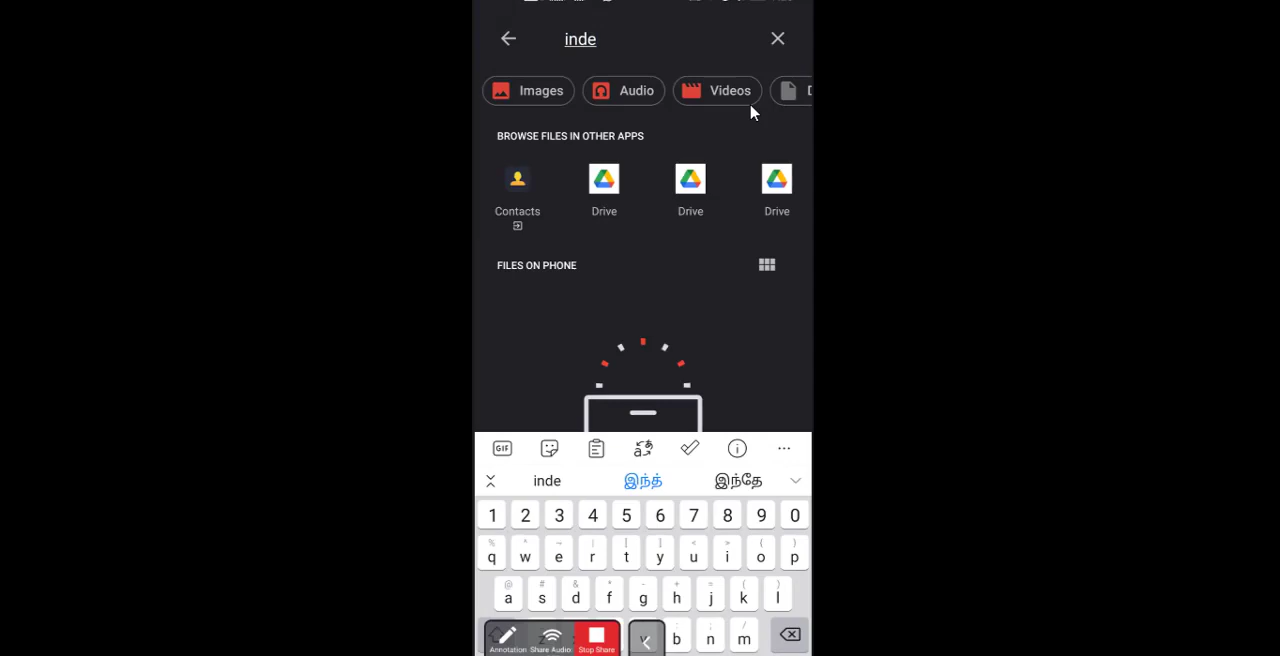 inde
Images Audio Videos
BROWSE FILES IN OTHER APPS
Contacts Drive Drive Drive
FILES ON PHONE
GIF
inde இந்த் இந்தே
1 2 3 4 5 6 7 8 9 0
q w e r t y u i o p
a s d f g h j k l
b n m
Annotation Share Audio Stop Share